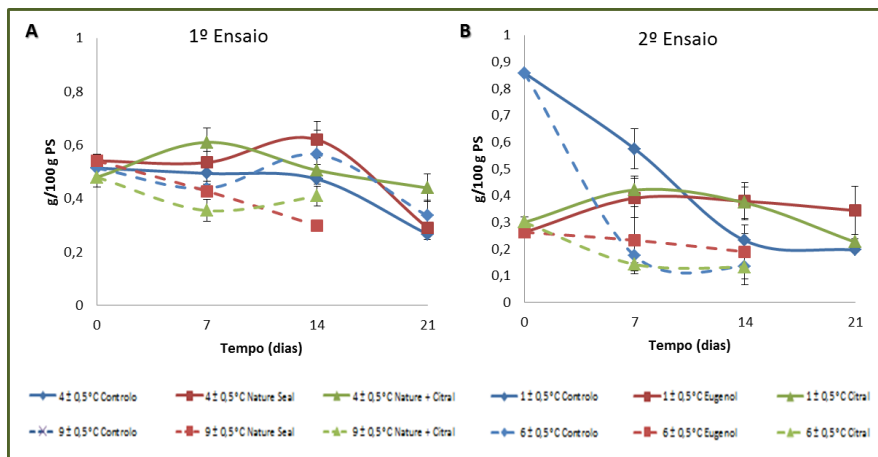 A
1º Ensaio
g/100 g PS
1
0,8
0,6
0,4
0,2
0
0
7
14
21
Tempo (dias)
4± 0,5°C Controlo
4± 0,5°C Nature Seal
4± 0,5°C Nature + Citral
9± 0,5°C Controlo
9± 0,5°C Nature Seal
9± 0,5°C Nature + Citral
B
2º Ensaio
g/100 g PS
1
0,9
0,8
0,7
0,6
0,5
0,4
0,3
0,2
0,1
0
0
7
14
21
Tempo (dias)
1± 0,5°C Controlo
1± 0,5°C Eugenol
1± 0,5°C Citral
6± 0,5°C Controlo
6± 0,5°C Eugenol
6± 0,5°C Citral